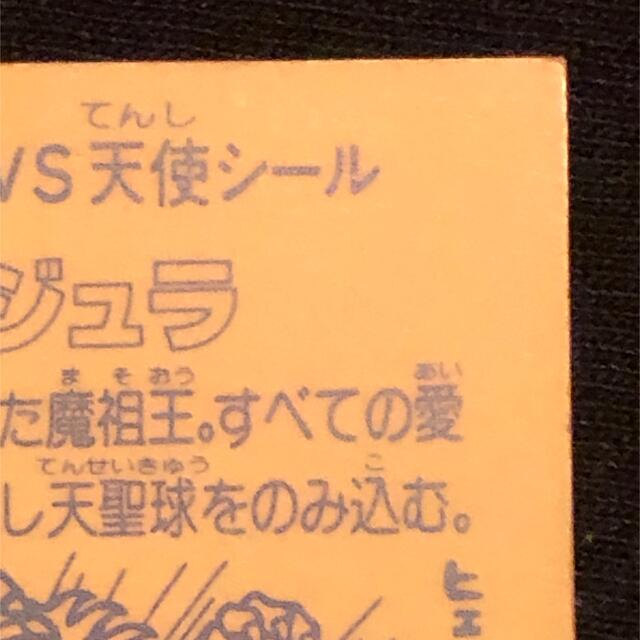 てんし
VS天使シール
ジュラ
まそおう あい
た魔祖王。すべての愛
てんせいきゅう こ
し天聖球をのみ込む。
ヒ